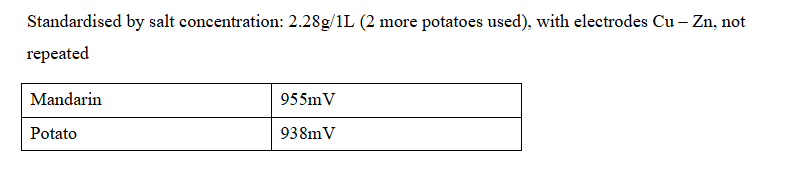 Standardised by salt concentration: 2.28g/1L (2 more potatoes used), with electrodes Cu – Zn, not
repeated
Mandarin 955mV
Potato 938mV